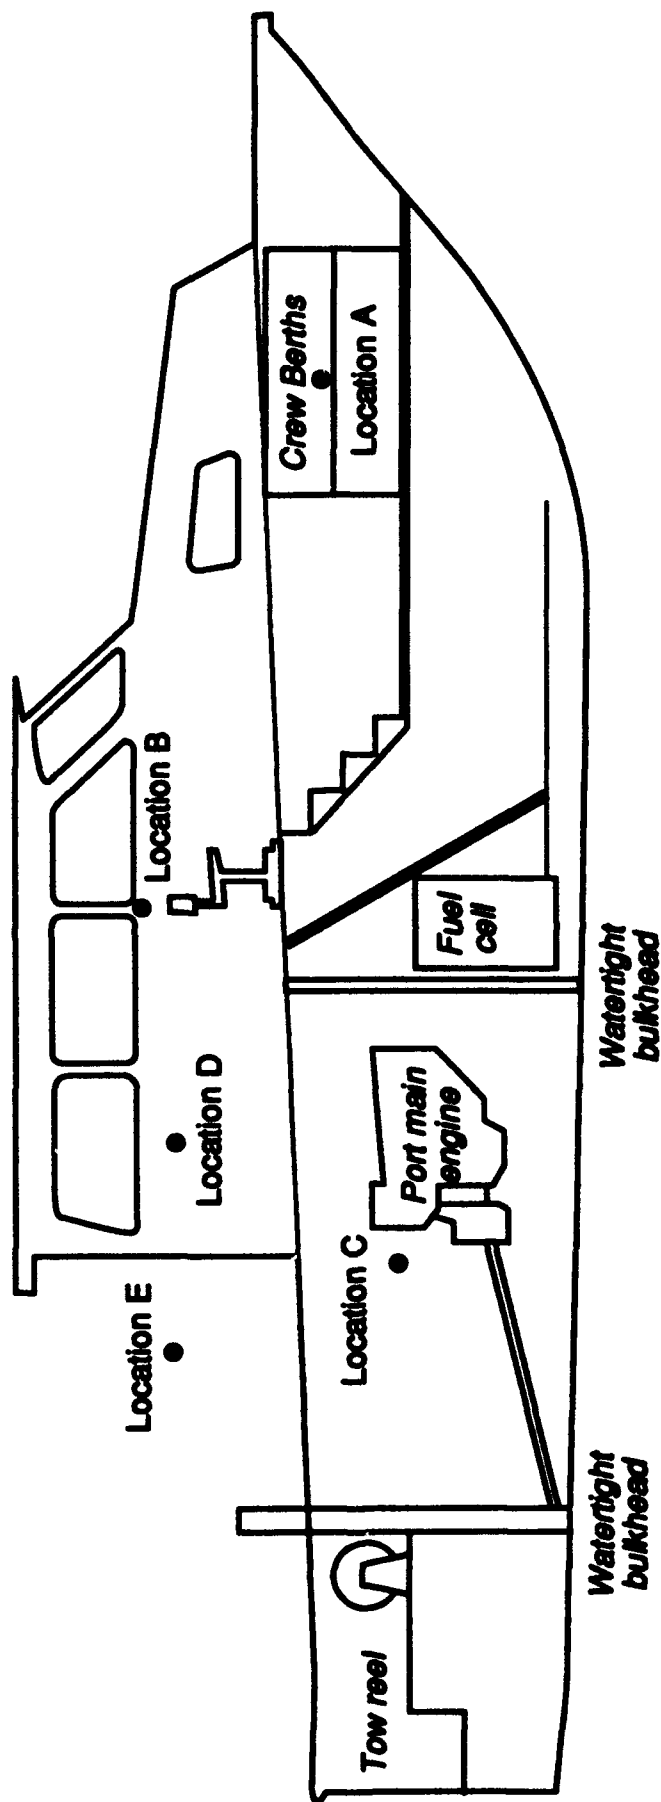 Location E
Location D
Location B
Crew Berths
Location A
Location C
Port main
engine
Fuel
cell
Tow reel
Watertight
bulkhead
Watertight
bulkhead